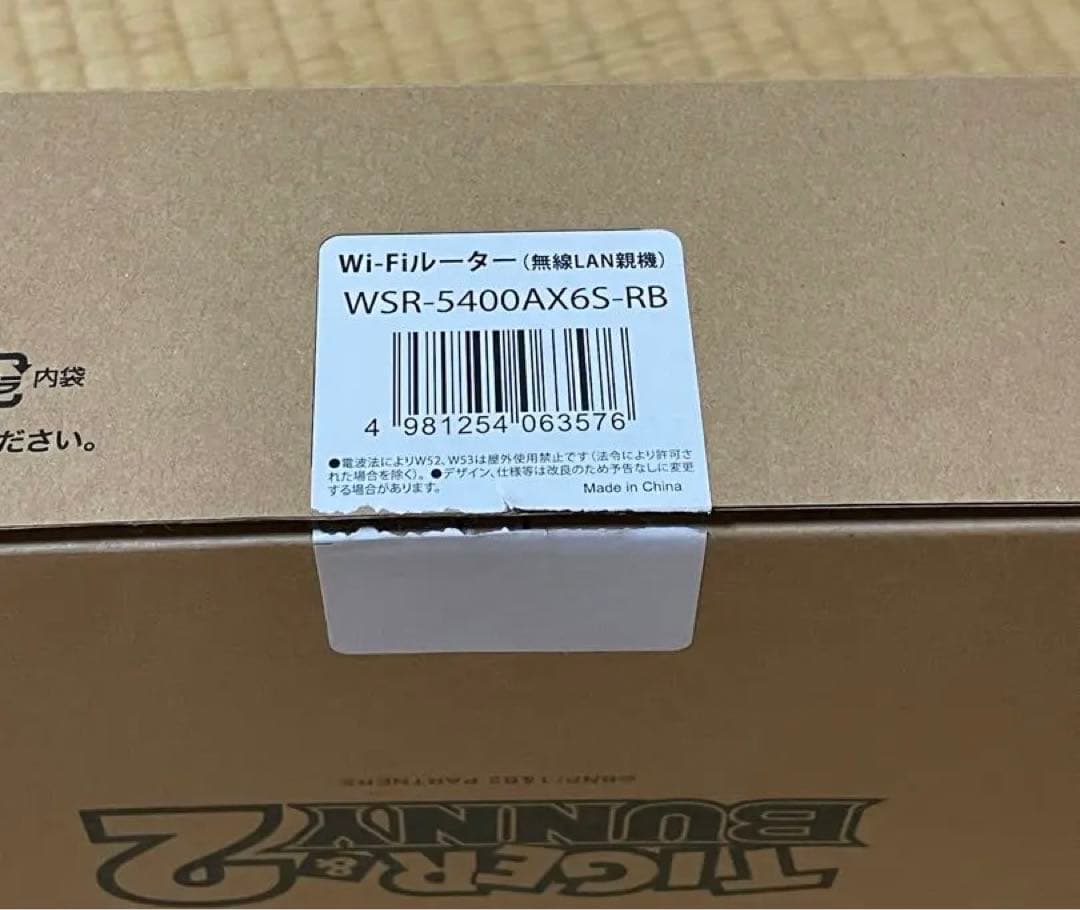 Wi-Fiルーター(無線LAN親機)
WSR-5400AX6S-RB
4 981254 063576
●電波法によりW52、W53は屋外使用禁止です(法令により許可さ
れた場合を除く)。●デザイン、仕様等は改良のため予告なしに変更
する場合があります。
Made in China
内袋
ださい。
©BNP/T&B2 PARTNERS
TIGER &
BUNNY 2